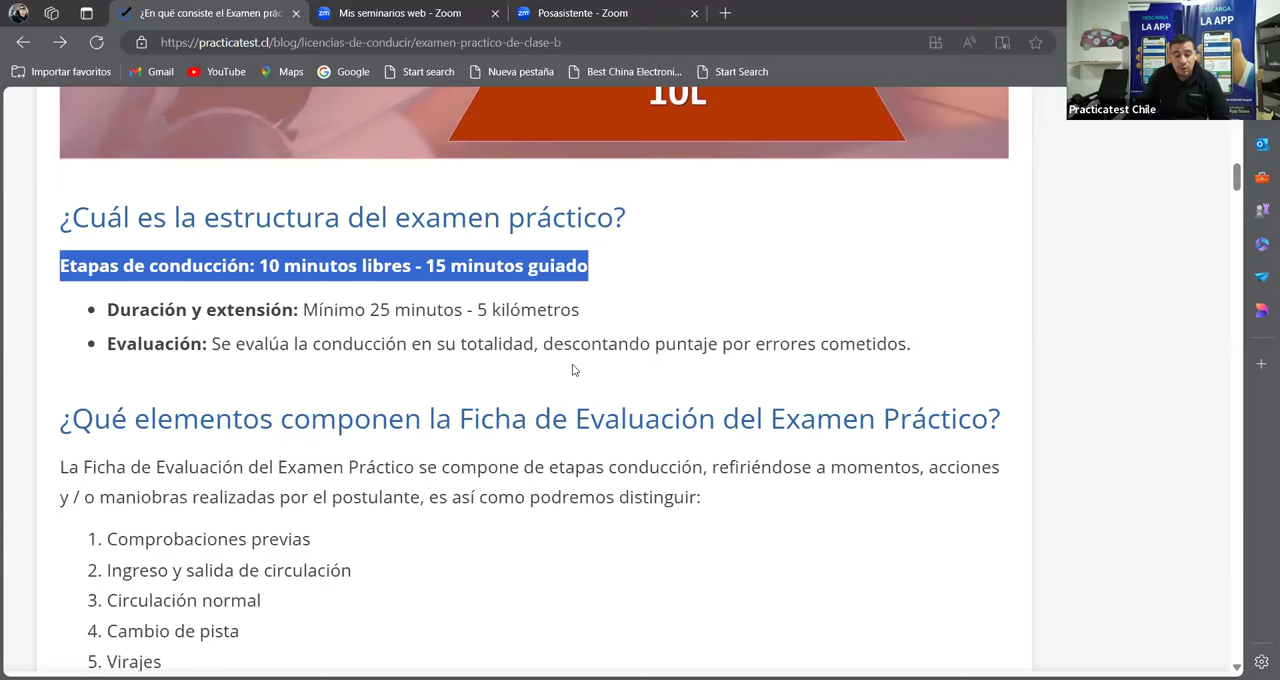 ¿En qué consiste el Examen prác
Mis seminarios web - Zoom
Posasistente - Zoom
https://practicatest.cl/blog/licencias-de-conducir/examen-practico-de-clase-b
Importar favoritos
Gmail
YouTube
Maps
Google
Start search
Nueva pestaña
Best China Electroni...
Start Search
DESCARGA
LA APP
DESCARGA
LA APP
Practicatest Chile
10L
¿Cuál es la estructura del examen práctico?
Etapas de conducción: 10 minutos libres - 15 minutos guiado
• Duración y extensión: Mínimo 25 minutos - 5 kilómetros
• Evaluación: Se evalúa la conducción en su totalidad, descontando puntaje por errores cometidos.
¿Qué elementos componen la Ficha de Evaluación del Examen Práctico?
La Ficha de Evaluación del Examen Práctico se compone de etapas conducción, refiriéndose a momentos, acciones
y / o maniobras realizadas por el postulante, es así como podremos distinguir:
1. Comprobaciones previas
2. Ingreso y salida de circulación
3. Circulación normal
4. Cambio de pista
5. Virajes